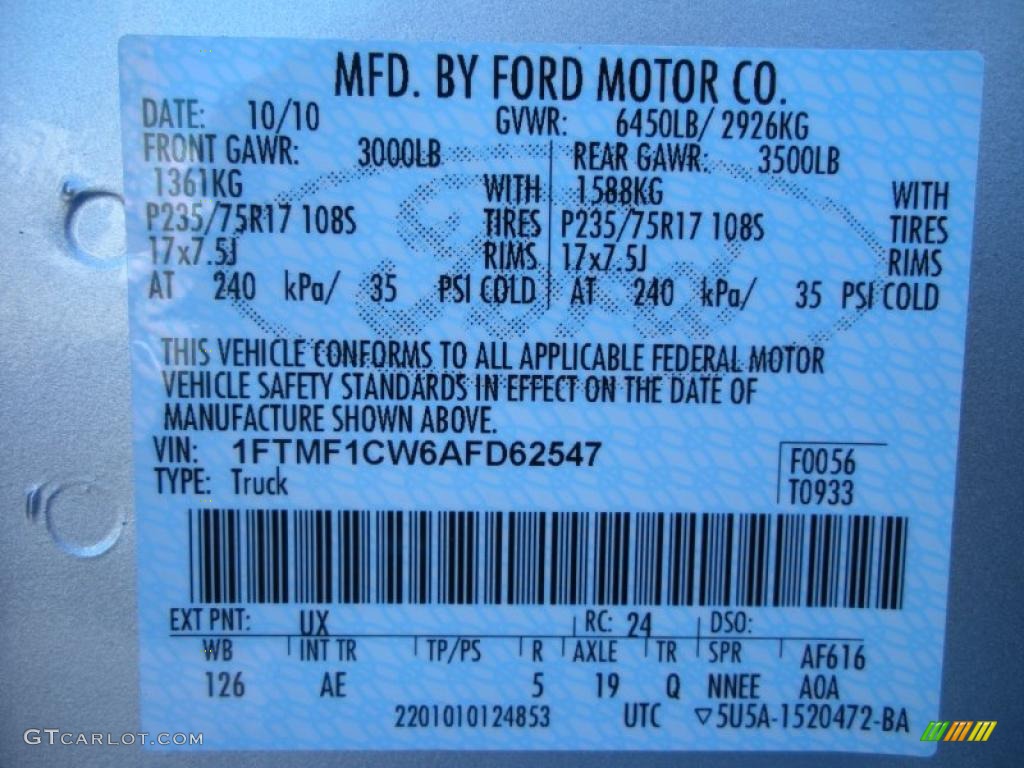 MFD. BY FORD MOTOR CO.
DATE: 10/10 GVWR: 6450LB/ 2926KG
FRONT GAWR: 3000LB REAR GAWR: 3500LB
1361KG WITH 1588KG WITH
P235/75R17 108S TIRES P235/75R17 108S TIRES
17x7.5J RIMS 17x7.5J RIMS
AT 240 kPa/ 35 PSI COLD AT 240 kPa/ 35 PSI COLD
THIS VEHICLE CONFORMS TO ALL APPLICABLE FEDERAL MOTOR
VEHICLE SAFETY STANDARDS IN EFFECT ON THE DATE OF
MANUFACTURE SHOWN ABOVE.
VIN: 1FTMF1CW6AFD62547
F0056
TYPE: Truck
T0933
EXT PNT: UX RC: 24 DSO:
WB INT TR TP/PS R AXLE TR SPR AF616
126 AE 5 19 Q NNEE A0A
2201010124853 UTC ▽5U5A-1520472-BA
GTCARLOT.COM
Ford